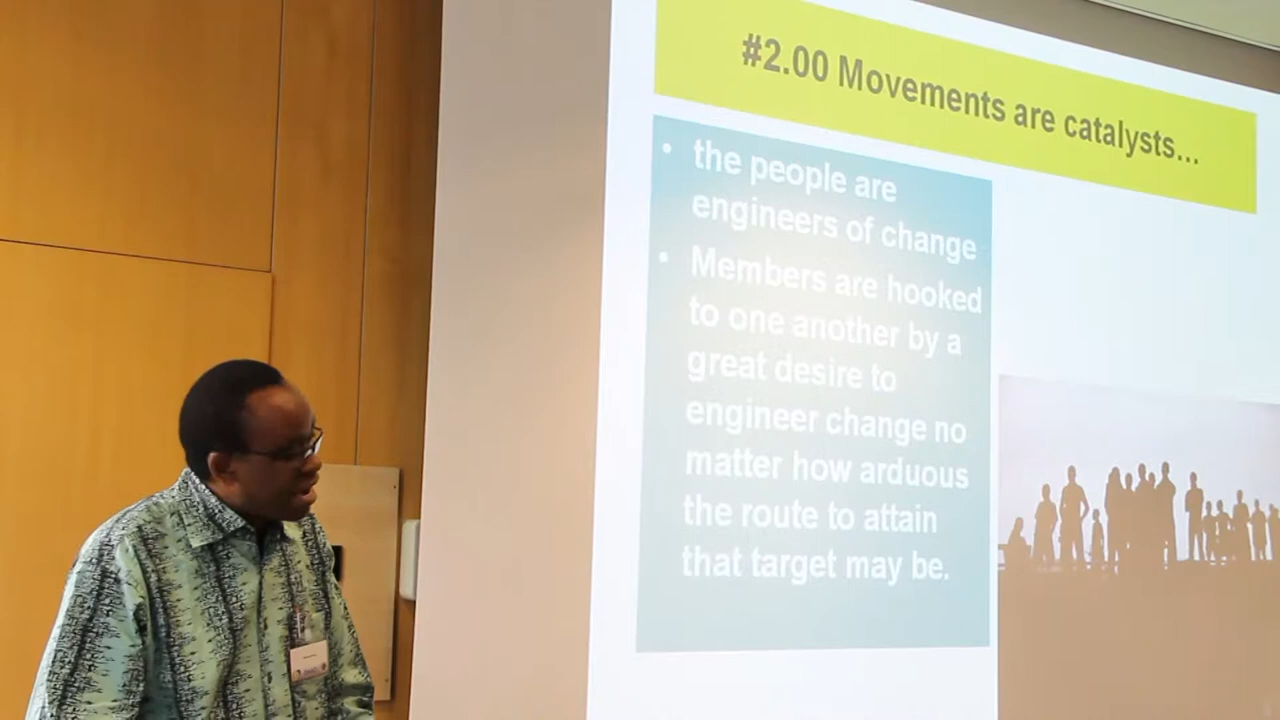 #2.00 Movements are catalysts...
• the people are
engineers of change
• Members are hooked
to one another by a
great desire to
engineer change no
matter how arduous
the route to attain
that target may be.